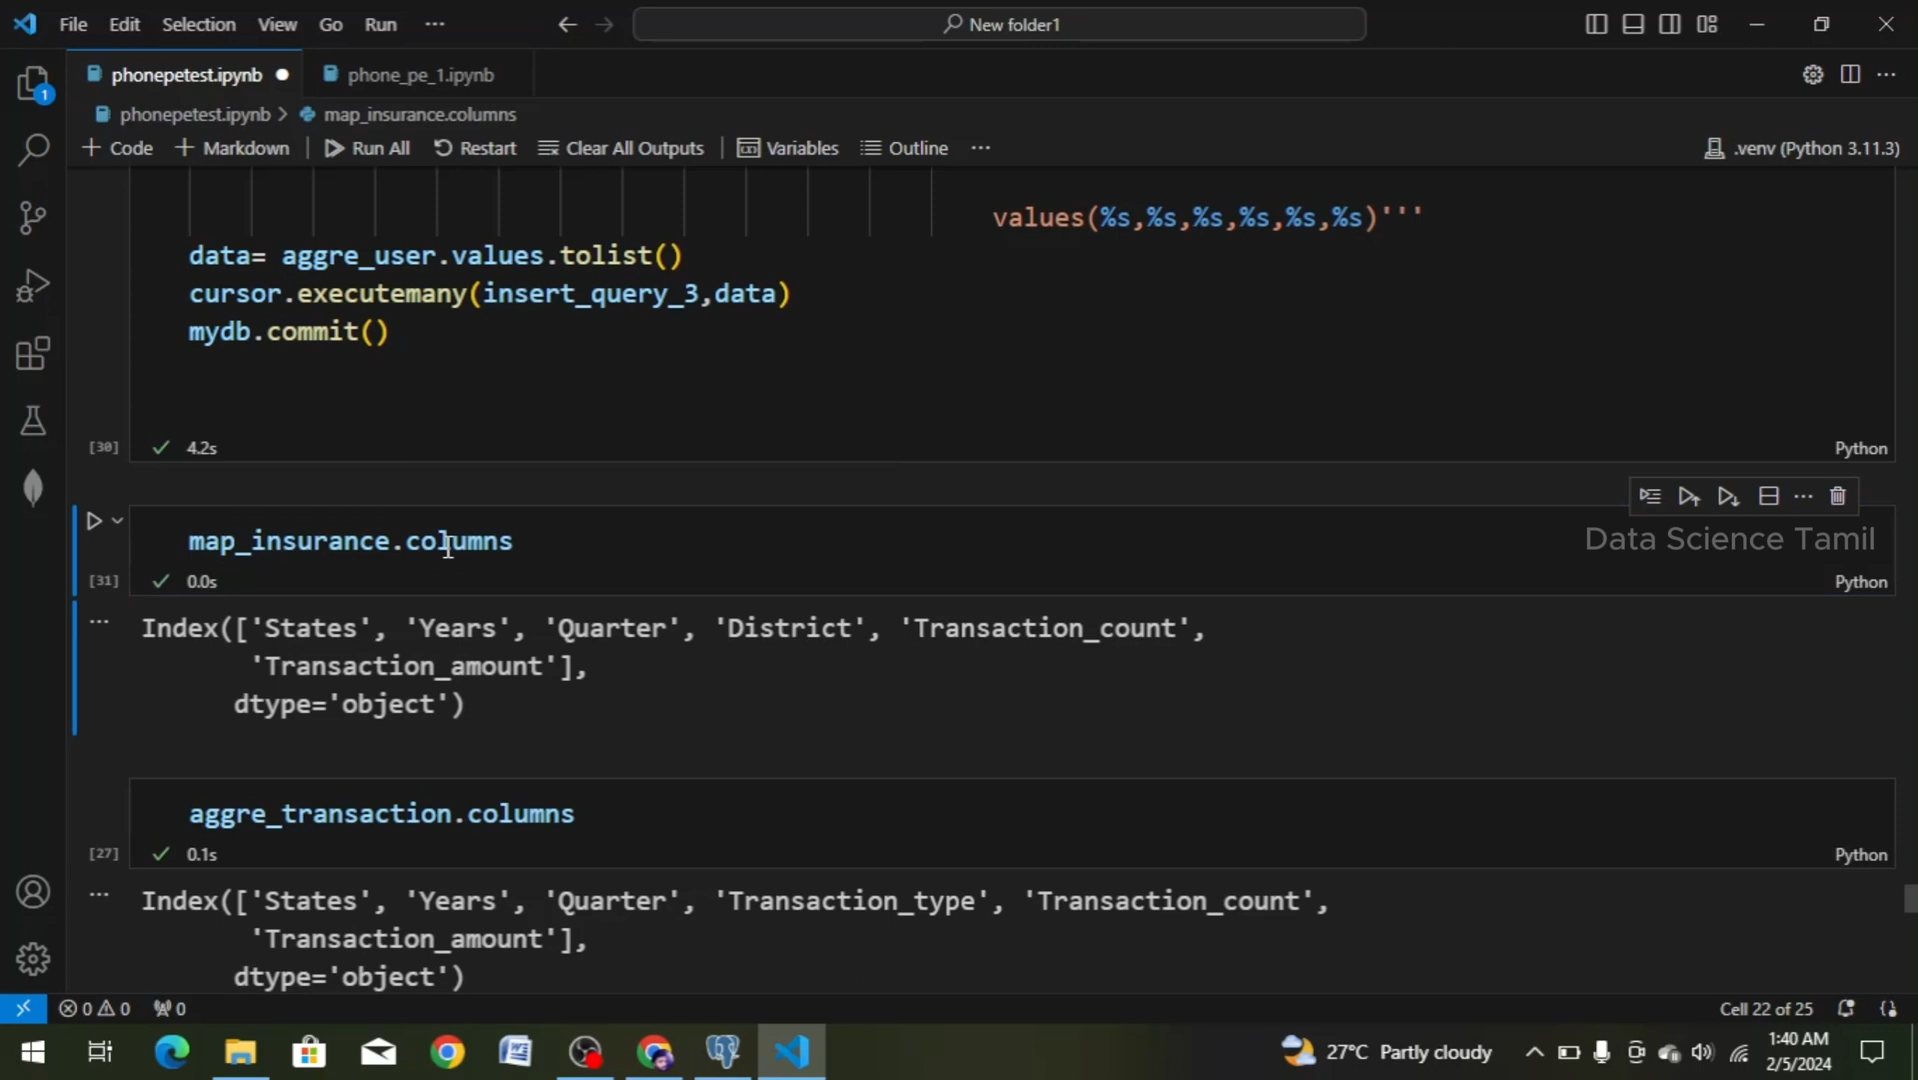 File Edit Selection View Go Run ··· New folder1
phonepetest.ipynb phone_pe_1.ipynb
phonepetest.ipynb > map_insurance.columns
+ Code + Markdown Run All Restart Clear All Outputs Variables Outline ··· .venv (Python 3.11.3)
values(%s,%s,%s,%s,%s,%s)'''
data= aggre_user.values.tolist()
cursor.executemany(insert_query_3,data)
mydb.commit()
[30] 4.2s Python
map_insurance.columns
Data Science Tamil
[31] 0.0s Python
Index(['States', 'Years', 'Quarter', 'District', 'Transaction_count',
'Transaction_amount'],
dtype='object')
aggre_transaction.columns
[27] 0.1s Python
Index(['States', 'Years', 'Quarter', 'Transaction_type', 'Transaction_count',
'Transaction_amount'],
dtype='object')
0 0 0 Cell 22 of 25
27°C Partly cloudy 1:40 AM
2/5/2024
1